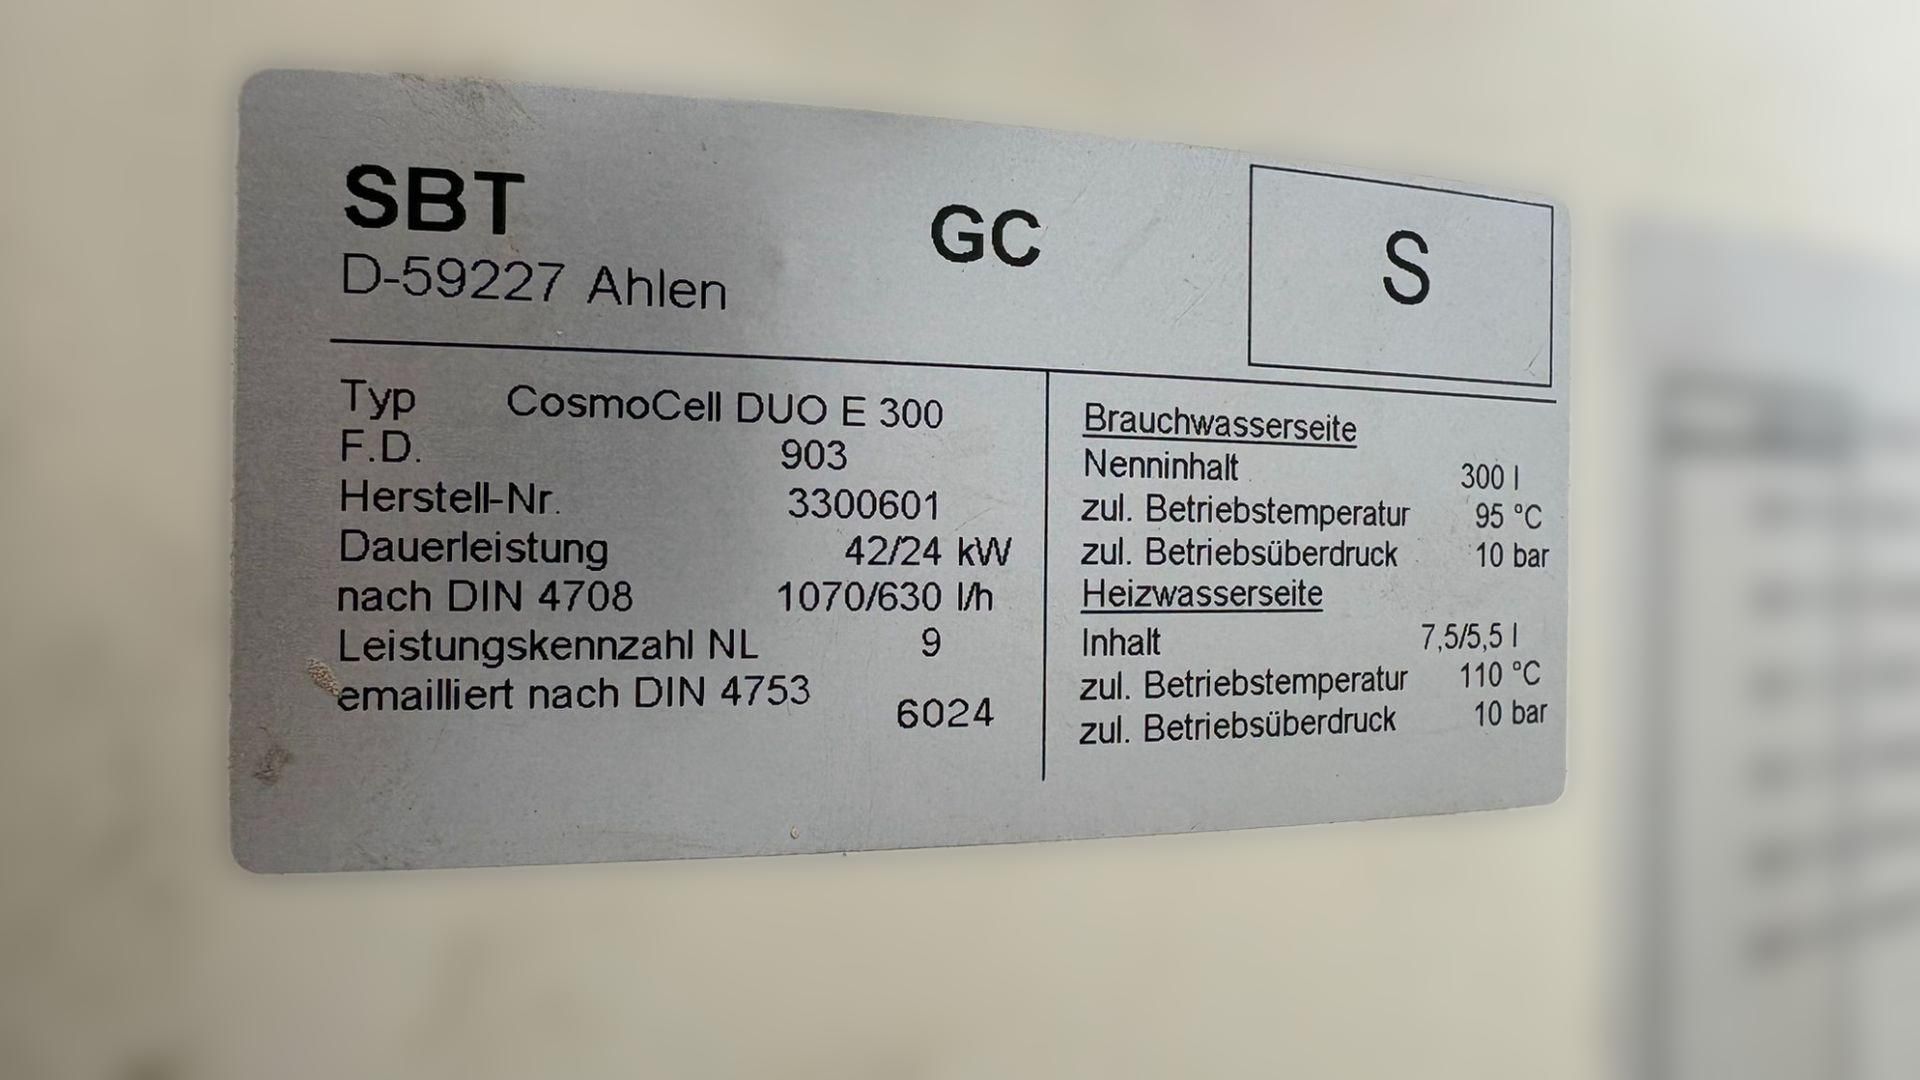 SBT
D-59227 Ahlen
GC
S
Typ CosmoCell DUO E 300
F.D. 903
Herstell-Nr. 3300601
Dauerleistung 42/24 kW
nach DIN 4708 1070/630 l/h
Leistungskennzahl NL 9
emailliert nach DIN 4753
6024
Brauchwasserseite
Nenninhalt 300 l
zul. Betriebstemperatur 95 °C
zul. Betriebsüberdruck 10 bar
Heizwasserseite
Inhalt 7,5/5,5 l
zul. Betriebstemperatur 110 °C
zul. Betriebsüberdruck 10 bar